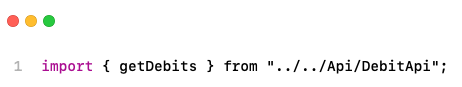 1 import { getDebits } from "../../Api/DebitApi";